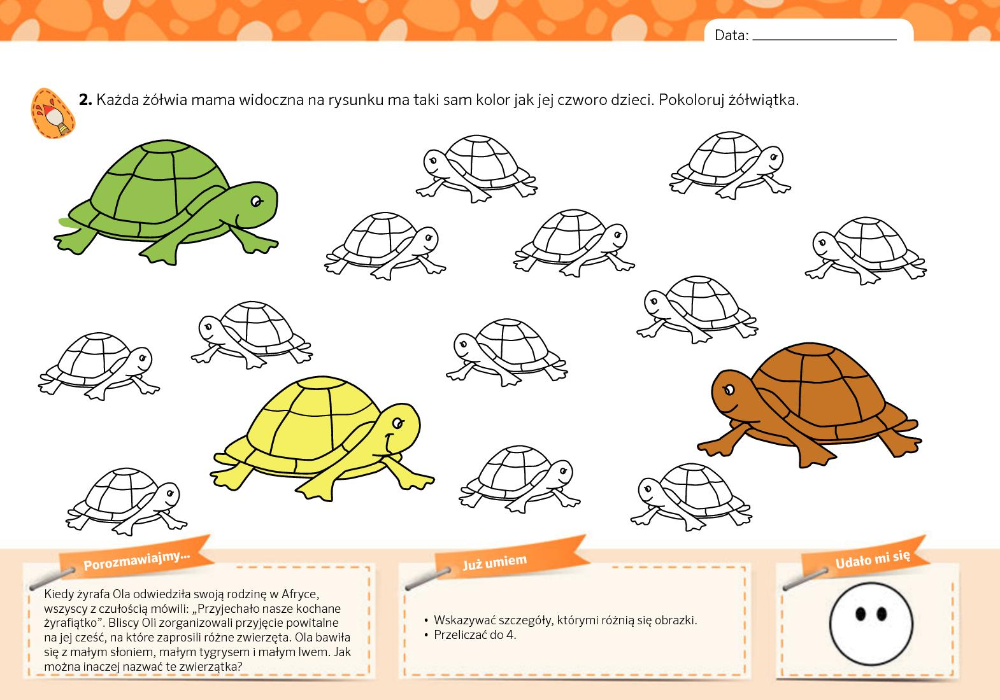 Data:
2. Każda żółwia mama widoczna na rysunku ma taki sam kolor jak jej czworo dzieci. Pokoloruj żółwiątka.
Porozmawiajmy...
Kiedy żyrafa Ola odwiedziła swoją rodzinę w Afryce,
wszyscy z czułością mówili: „Przyjechało nasze kochane
żyrafiątko”. Bliscy Oli zorganizowali przyjęcie powitalne
na jej cześć, na które zaprosili różne zwierzęta. Ola bawiła
się z małym słoniem, małym tygrysem i małym lwem. Jak
można inaczej nazwać te zwierzątka?
Już umiem
• Wskazywać szczegóły, którymi różnią się obrazki.
• Przeliczać do 4.
Udało mi się